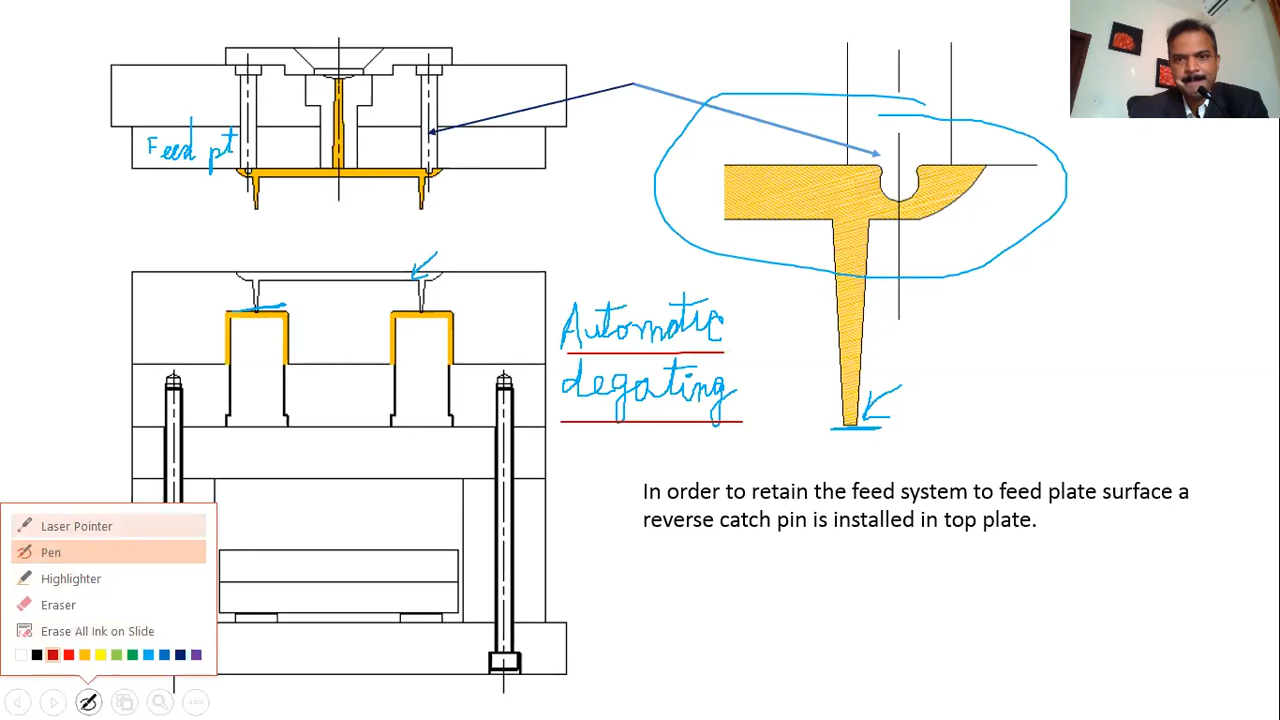 Feed pt
Automatic
degating
In order to retain the feed system to feed plate surface a
reverse catch pin is installed in top plate.
Laser Pointer
Pen
Highlighter
Eraser
Erase All Ink on Slide